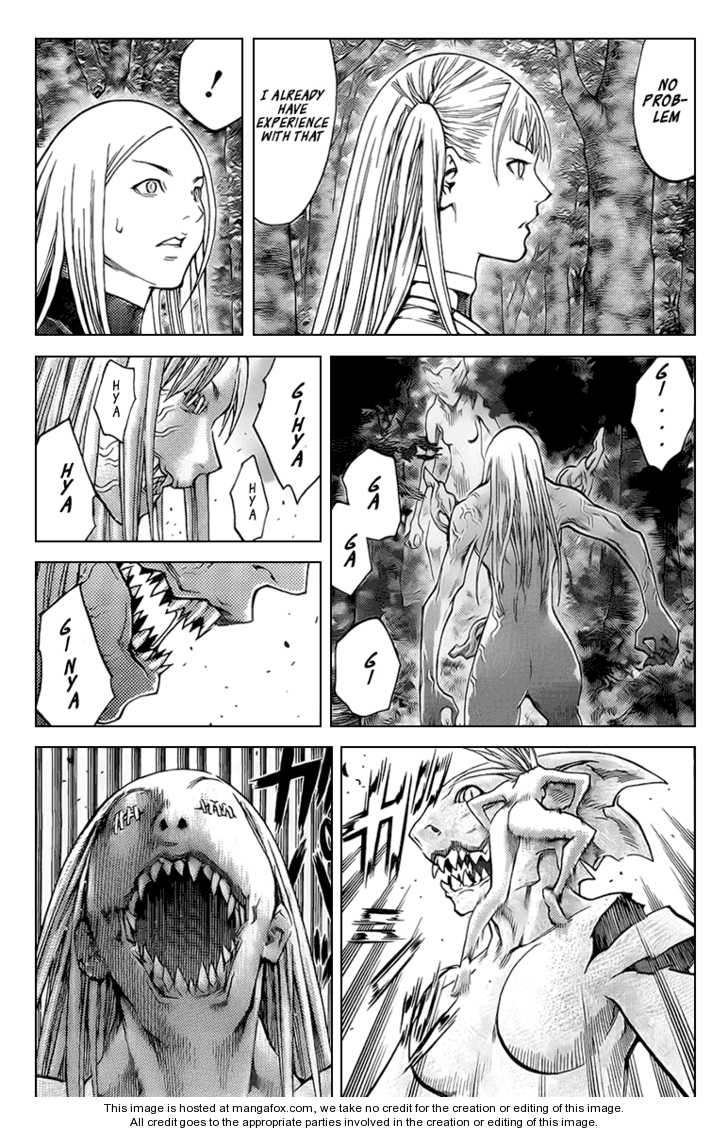 NO
PROB-
LEM
I ALREADY
HAVE
EXPERIENCE
WITH THAT
!
GI...
GA
GA
GI
GIHYA
HYA
HYA
HYA
GINYA
ガ
ガ
This image is hosted at mangafox.com, we take no credit for the creation or editing of this image.
All credit goes to the appropriate parties involved in the creation or editing of this image.